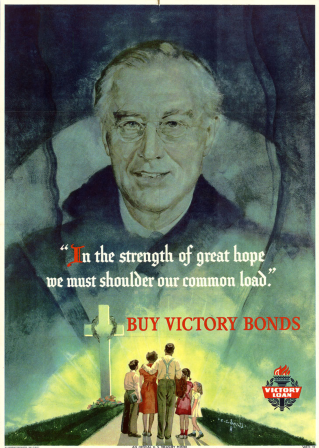 “In the strength of great hope
we must shoulder our common load.”
BUY VICTORY BONDS
VICTORY
LOAN